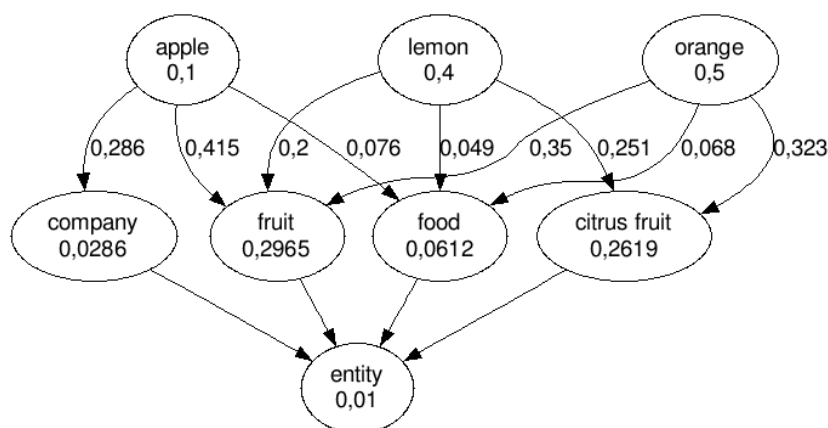 apple
0,1
lemon
0,4
orange
0,5
0,286
0,415
0,2
0,076
0,049
0,35
0,251
0,068
0,323
company
0,0286
fruit
0,2965
food
0,0612
citrus fruit
0,2619
entity
0,01